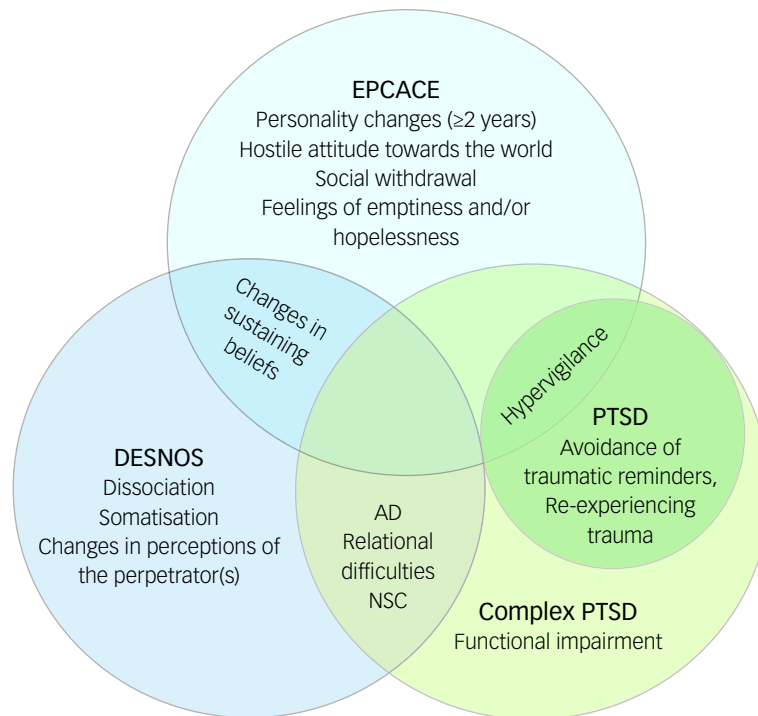 EPCACE
Personality changes (≥2 years)
Hostile attitude towards the world
Social withdrawal
Feelings of emptiness and/or
hopelessness
Changes in
sustaining
beliefs
Hypervigilance
PTSD
Avoidance of
traumatic reminders,
Re-experiencing
trauma
DESNOS
Dissociation
Somatisation
Changes in perceptions of
the perpetrator(s)
AD
Relational
difficulties
NSC
Complex PTSD
Functional impairment